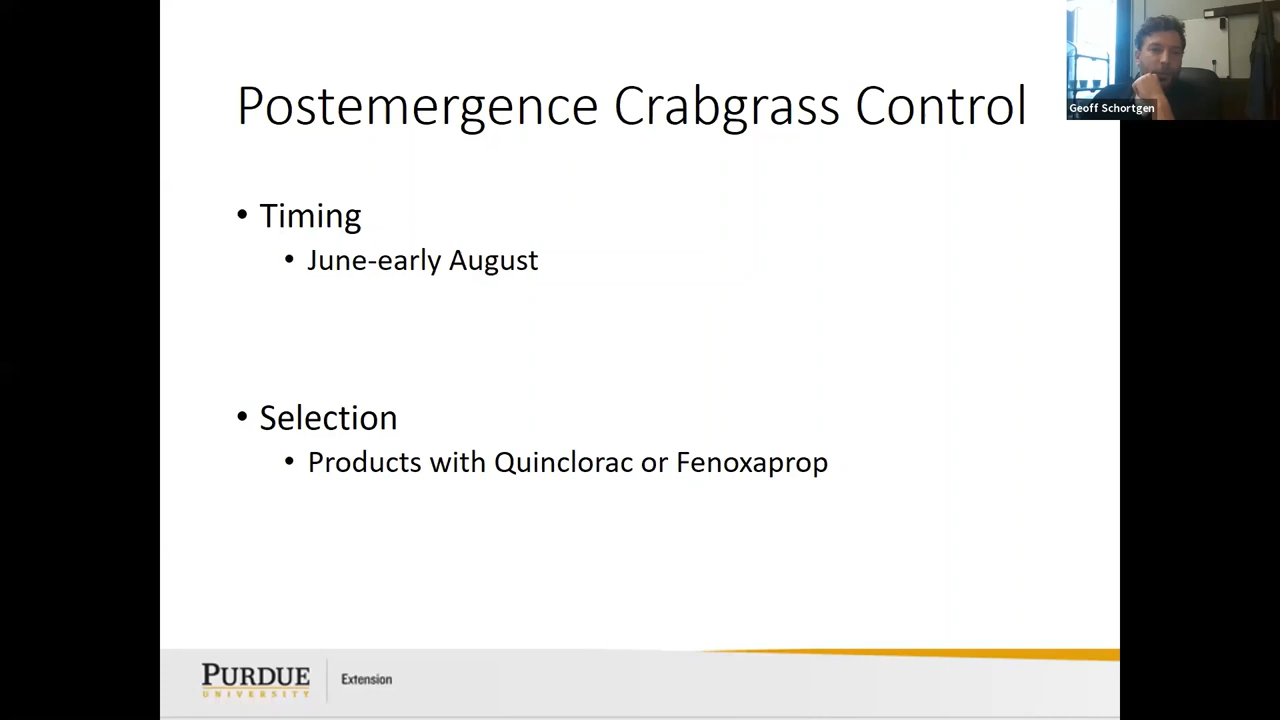 Postemergence Crabgrass Control
Geoff Schortgen
• Timing
• June-early August
• Selection
• Products with Quinclorac or Fenoxaprop
PURDUE
UNIVERSITY
Extension